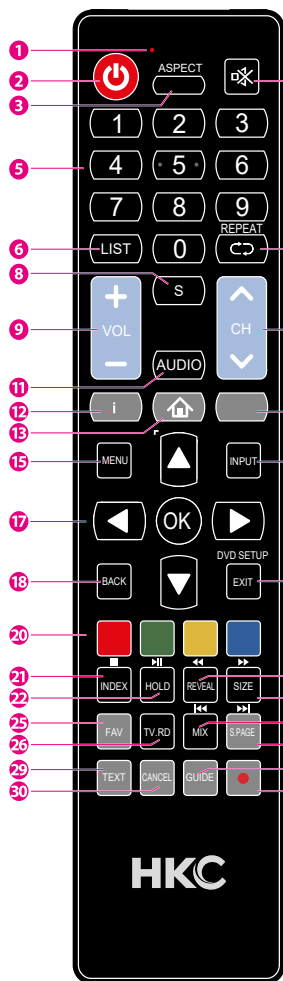 1
2
ASPECT
3
1 2 3
5 4 5 6
7 8 9
REPEAT
6 LIST 0
8 S
+
9 VOL CH
−
11 AUDIO
12 i
13
15 MENU INPUT
17 OK
DVD SETUP
18 BACK EXIT
20
21 INDEX HOLD REVEAL SIZE
22
25 FAV TV.RD MIX S.PAGE
26
29 TEXT CANCEL GUIDE
30
HKC